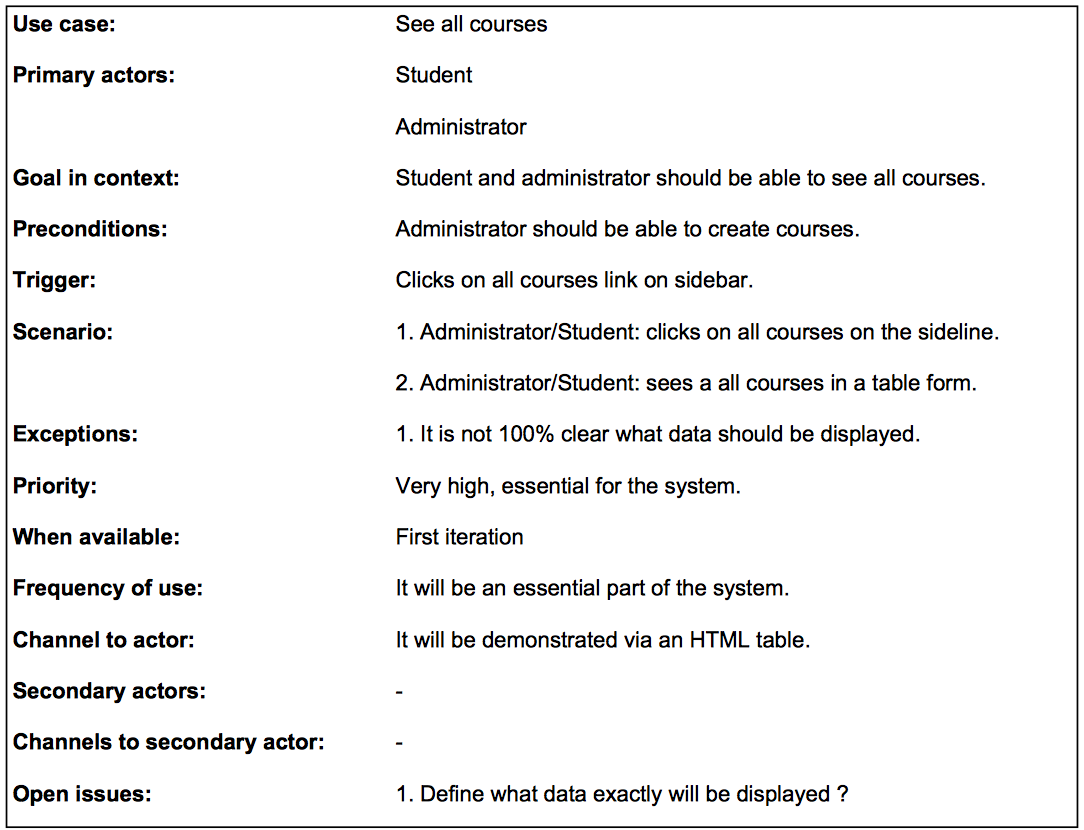 Use case: See all courses
Primary actors: Student
Administrator
Goal in context: Student and administrator should be able to see all courses.
Preconditions: Administrator should be able to create courses.
Trigger: Clicks on all courses link on sidebar.
Scenario: 1. Administrator/Student: clicks on all courses on the sideline.
2. Administrator/Student: sees a all courses in a table form.
Exceptions: 1. It is not 100% clear what data should be displayed.
Priority: Very high, essential for the system.
When available: First iteration
Frequency of use: It will be an essential part of the system.
Channel to actor: It will be demonstrated via an HTML table.
Secondary actors: -
Channels to secondary actor: -
Open issues: 1. Define what data exactly will be displayed ?